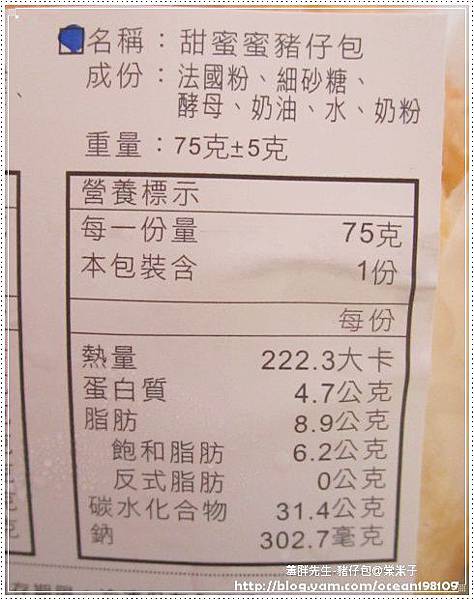 名稱：甜蜜蜜豬仔包
成份：法國粉、細砂糖、
酵母、奶油、水、奶粉
重量：75克±5克
營養標示
每一份量 75克
本包裝含 1份
每份
熱量 222.3大卡
蛋白質 4.7公克
脂肪 8.9公克
飽和脂肪 6.2公克
反式脂肪 0公克
碳水化合物 31.4公克
鈉 302.7毫克
薑胖先生-豬仔包@棠米子
http://blog.yam.com/ocean198109